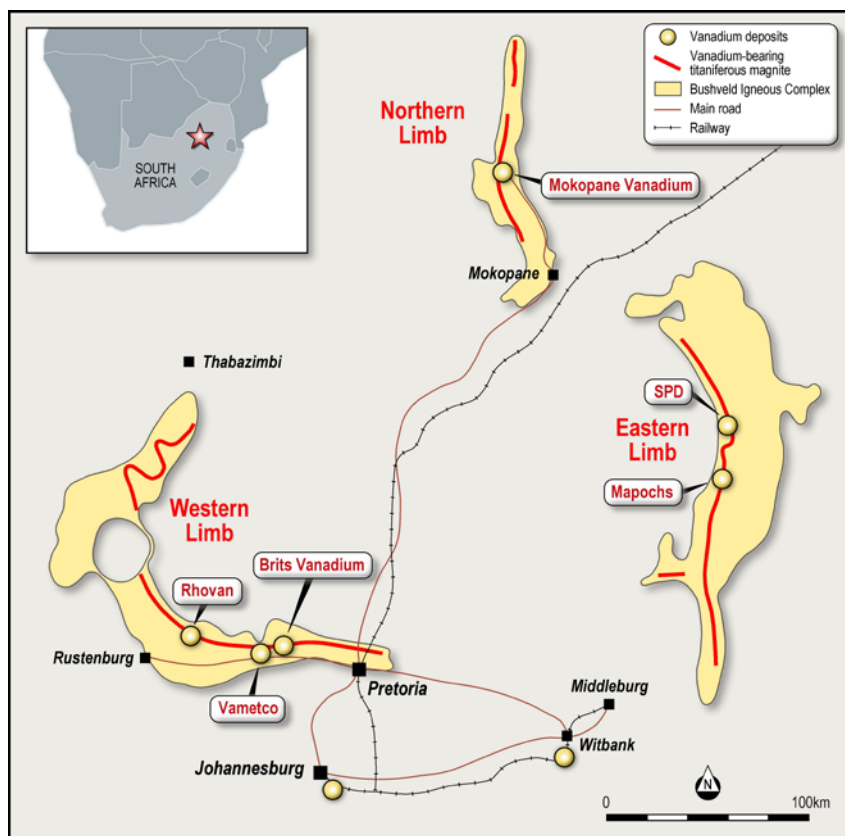 SOUTH
AFRICA
Vanadium deposits
Vanadium-bearing
titaniferous magnite
Bushveld Igneous Complex
Main road
Railway
Northern
Limb
Mokopane Vanadium
Mokopane
Thabazimbi
SPD
Eastern
Limb
Mapochs
Western
Limb
Brits Vanadium
Rhovan
Rustenburg
Vametco
Pretoria
Middleburg
Witbank
Johannesburg
N
0
100km